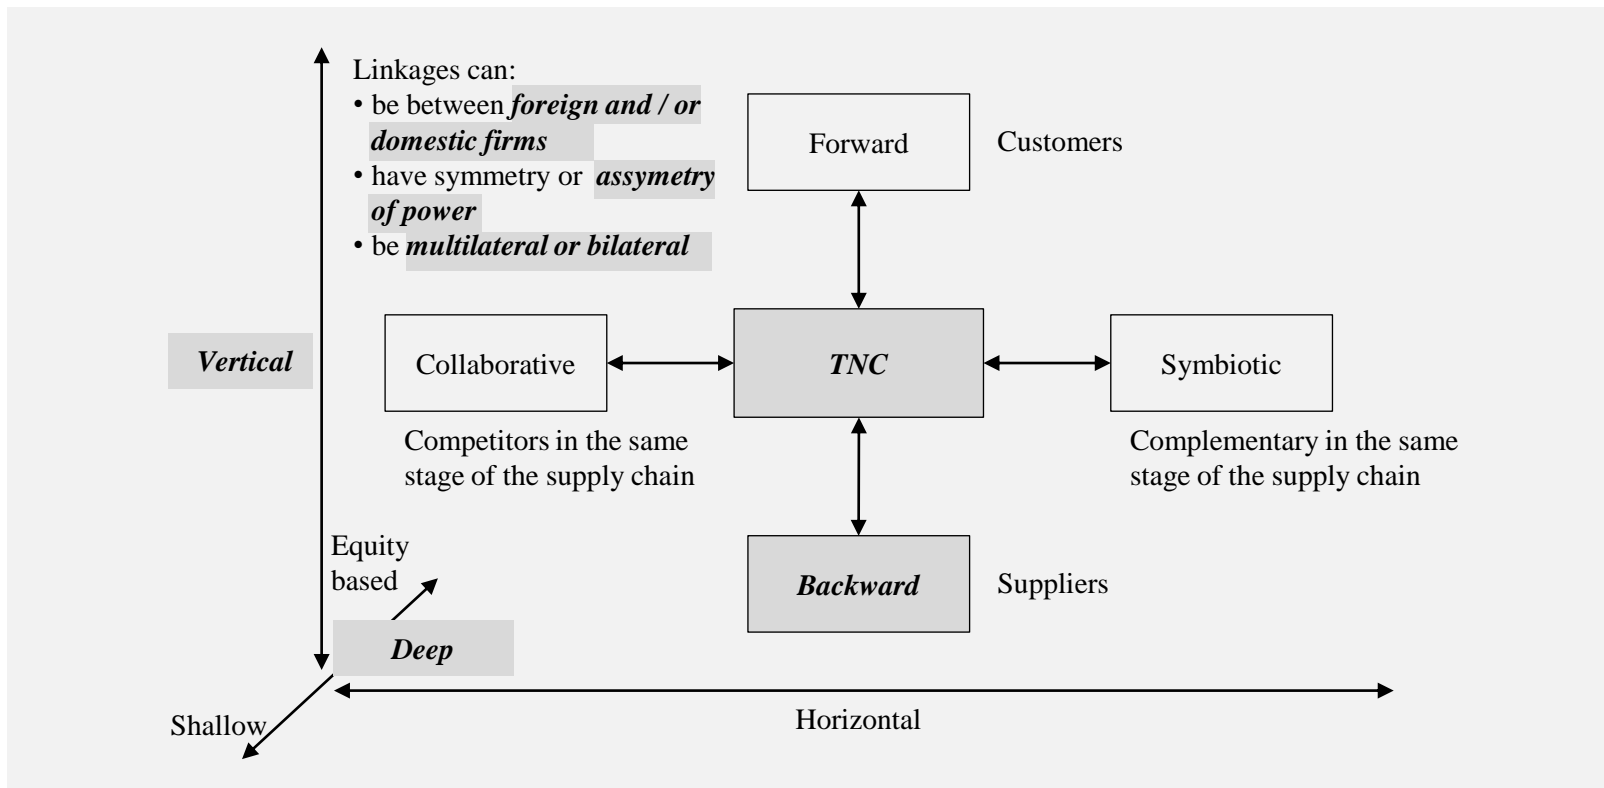 Linkages can:
• be between foreign and / or
domestic firms
• have symmetry or assymetry
of power
• be multilateral or bilateral
Forward
Customers
Vertical
Collaborative
TNC
Symbiotic
Competitors in the same
stage of the supply chain
Complementary in the same
stage of the supply chain
Equity
based
Backward
Suppliers
Deep
Shallow
Horizontal